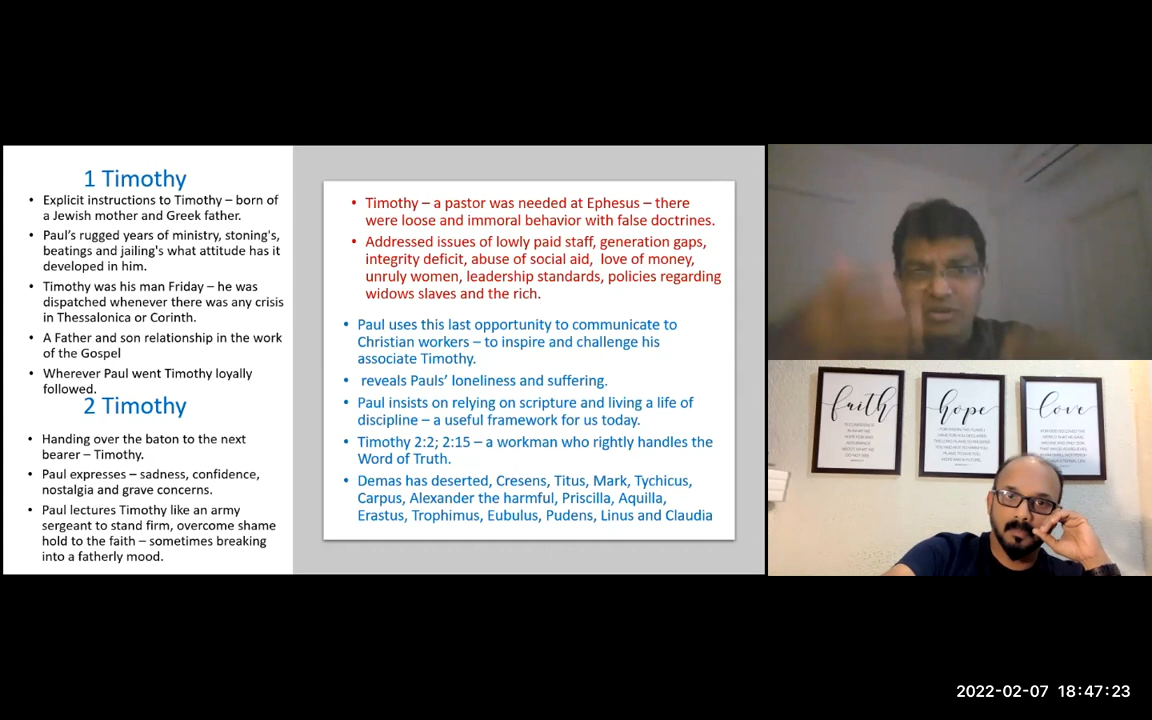 1 Timothy
• Explicit instructions to Timothy – born of
a Jewish mother and Greek father.
• Paul's rugged years of ministry, stoning's,
beatings and jailing's what attitude has it
developed in him.
• Timothy was his man Friday – he was
dispatched whenever there was any crisis
in Thessalonica or Corinth.
• A Father and son relationship in the work
of the Gospel
• Wherever Paul went Timothy loyally
followed.
2 Timothy
• Handing over the baton to the next
bearer – Timothy.
• Paul expresses – sadness, confidence,
nostalgia and grave concerns.
• Paul lectures Timothy like an army
sergeant to stand firm, overcome shame
hold to the faith – sometimes breaking
into a fatherly mood.
• Timothy – a pastor was needed at Ephesus – there
were loose and immoral behavior with false doctrines.
• Addressed issues of lowly paid staff, generation gaps,
integrity deficit, abuse of social aid, love of money,
unruly women, leadership standards, policies regarding
widows slaves and the rich.
• Paul uses this last opportunity to communicate to
Christian workers – to inspire and challenge his
associate Timothy.
• reveals Pauls' loneliness and suffering.
• Paul insists on relying on scripture and living a life of
discipline – a useful framework for us today.
• Timothy 2:2; 2:15 – a workman who rightly handles the
Word of Truth.
• Demas has deserted, Cresens, Titus, Mark, Tychicus,
Carpus, Alexander the harmful, Priscilla, Aquilla,
Erastus, Trophimus, Eubulus, Pudens, Linus and Claudia
faith
hope
love
2022-02-07 18:47:23